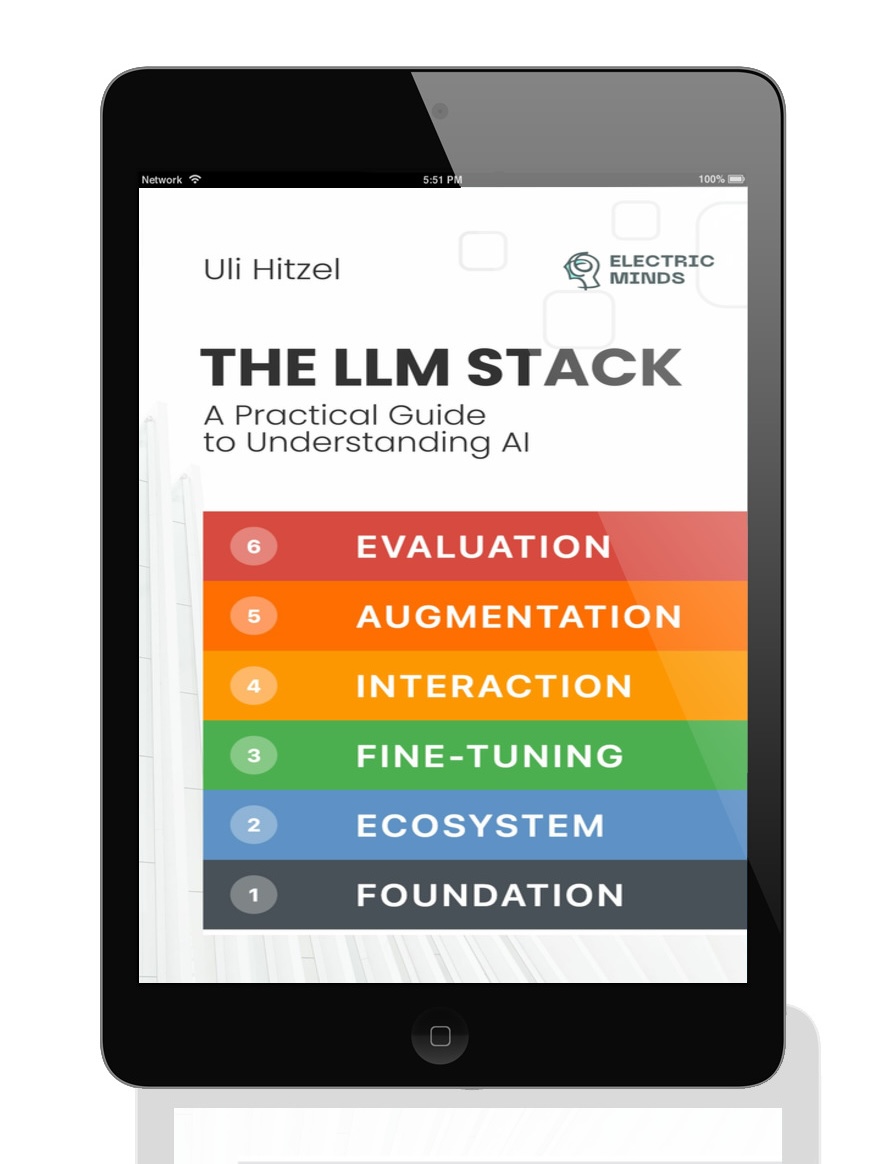 Network 5:51 PM 100%
Uli Hitzel
ELECTRIC
MINDS
THE LLM STACK
A Practical Guide
to Understanding AI
6 EVALUATION
5 AUGMENTATION
4 INTERACTION
3 FINE-TUNING
2 ECOSYSTEM
1 FOUNDATION